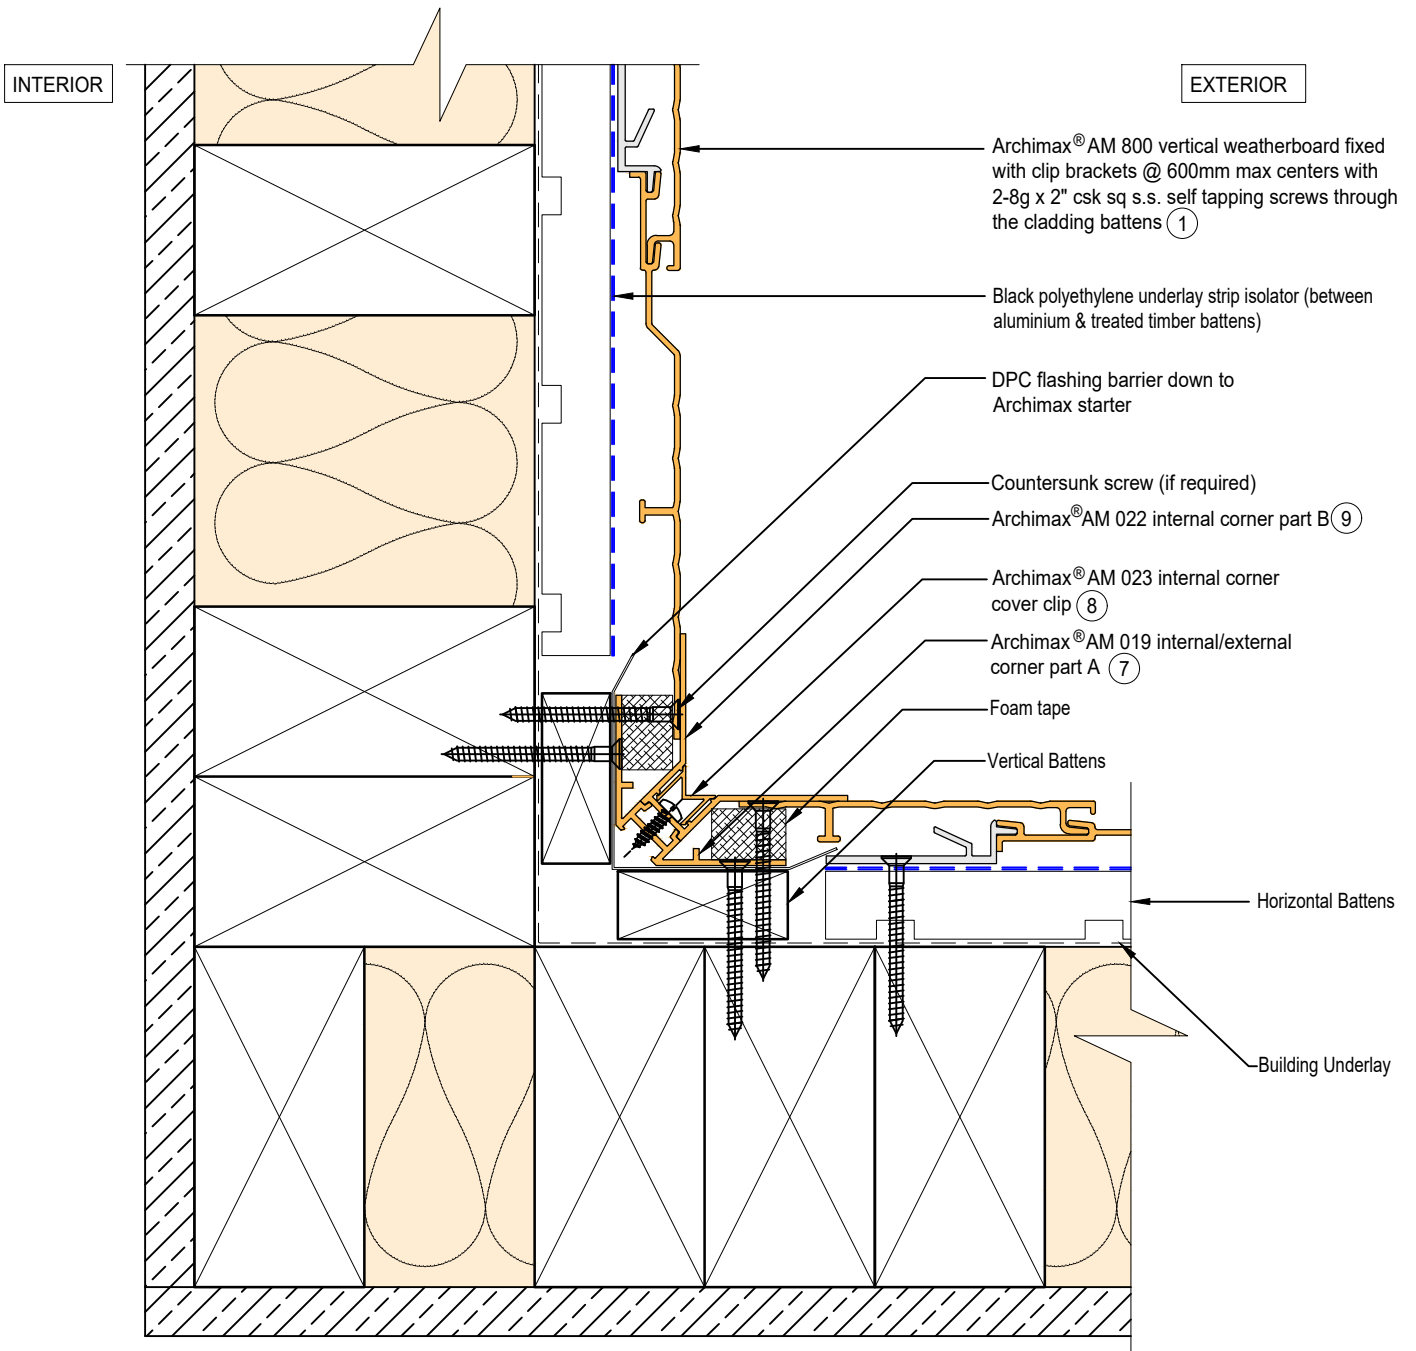 INTERIOR
EXTERIOR
Archimax® AM 800 vertical weatherboard fixed
with clip brackets @ 600mm max centers with
2-8g x 2" csk sq s.s. self tapping screws through
the cladding battens 1
Black polyethylene underlay strip isolator (between
aluminium & treated timber battens)
DPC flashing barrier down to
Archimax starter
Countersunk screw (if required)
Archimax® AM 022 internal corner part B 9
Archimax® AM 023 internal corner
cover clip 8
Archimax® AM 019 internal/external
corner part A 7
Foam tape
Vertical Battens
Horizontal Battens
Building Underlay